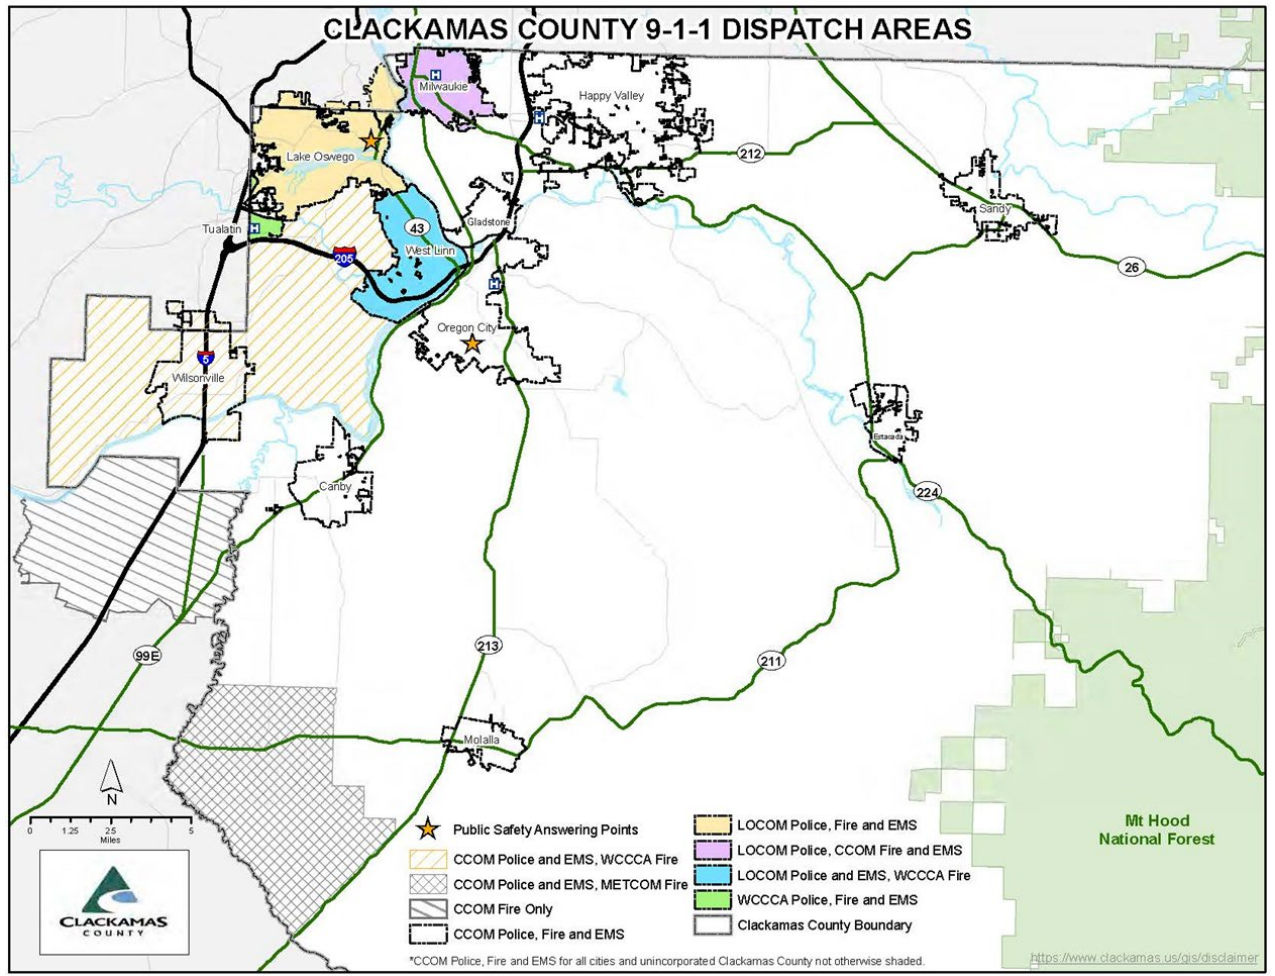 CLACKAMAS COUNTY 9-1-1 DISPATCH AREAS
H
Milwaukie
Happy Valley
H
Lake Oswego
212
Tualatin
H
43
Gladstone
West Linn
205
Sandy
26
H
Oregon City
5
Wilsonville
Estacada
Canby
224
99E
213
211
Molalla
N
0 1.25 2.5 5
Miles
CLACKAMAS
COUNTY
Public Safety Answering Points
CCOM Police and EMS, WCCCA Fire
CCOM Police and EMS, METCOM Fire
CCOM Fire Only
CCOM Police, Fire and EMS
LOCOM Police, Fire and EMS
LOCOM Police, CCOM Fire and EMS
LOCOM Police and EMS, WCCCA Fire
WCCCA Police, Fire and EMS
Clackamas County Boundary
*CCOM Police, Fire and EMS for all cities and unincorporated Clackamas County not otherwise shaded.
Mt Hood
National Forest
https://www.clackamas.us/gis/disclaimer